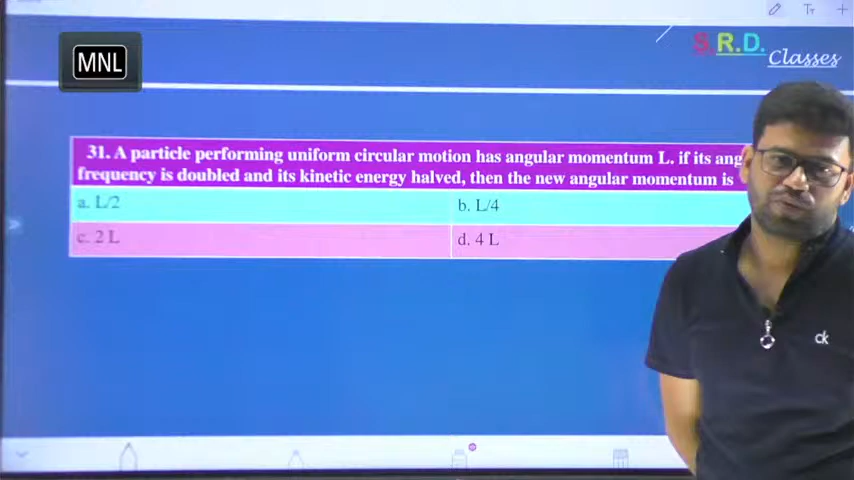 Tт
S.R.D.
Classes
MNL
31. A particle performing uniform circular motion has angular momentum L. if its ang
frequency is doubled and its kinetic energy halved, then the new angular momentum is
a. L/2
b. L/4
c. 2 L
d. 4 L
ck